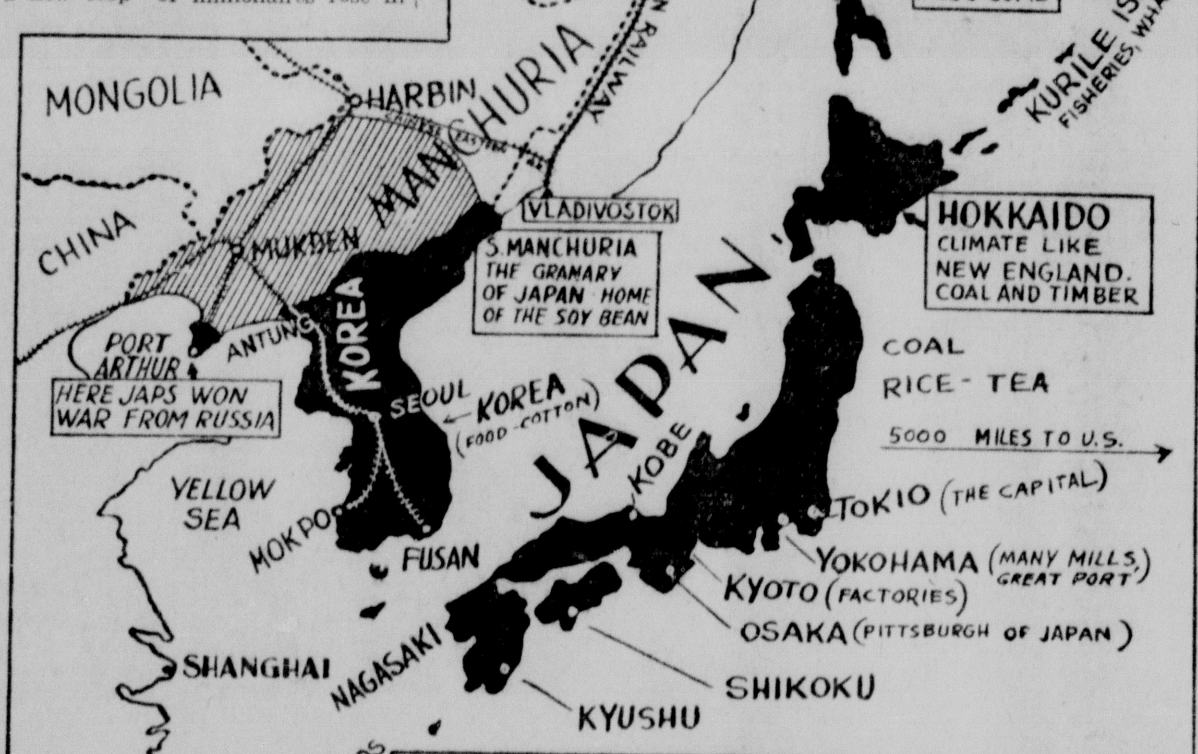 MONGOLIA
HARBIN
CHINESE EASTERN
MANCHURIA
N RAILWAY
KURILE IS
FISHERIES, WHA
CHINA
MUKDEN
VLADIVOSTOK
S. MANCHURIA
THE GRANARY
OF JAPAN HOME
OF THE SOY BEAN
HOKKAIDO
CLIMATE LIKE
NEW ENGLAND.
COAL AND TIMBER
PORT
ARTHUR
ANTUNG
KOREA
HERE JAPS WON
WAR FROM RUSSIA
SEOUL
KOREA
(FOOD-COTTON)
JAPAN
COAL
RICE - TEA
5000 MILES TO U.S.
KOBE
YELLOW
SEA
MOKPO
FUSAN
TOKIO (THE CAPITAL)
YOKOHAMA (MANY MILLS,
GREAT PORT)
KYOTO (FACTORIES)
OSAKA (PITTSBURGH OF JAPAN)
SHANGHAI
NAGASAKI
SHIKOKU
KYUSHU